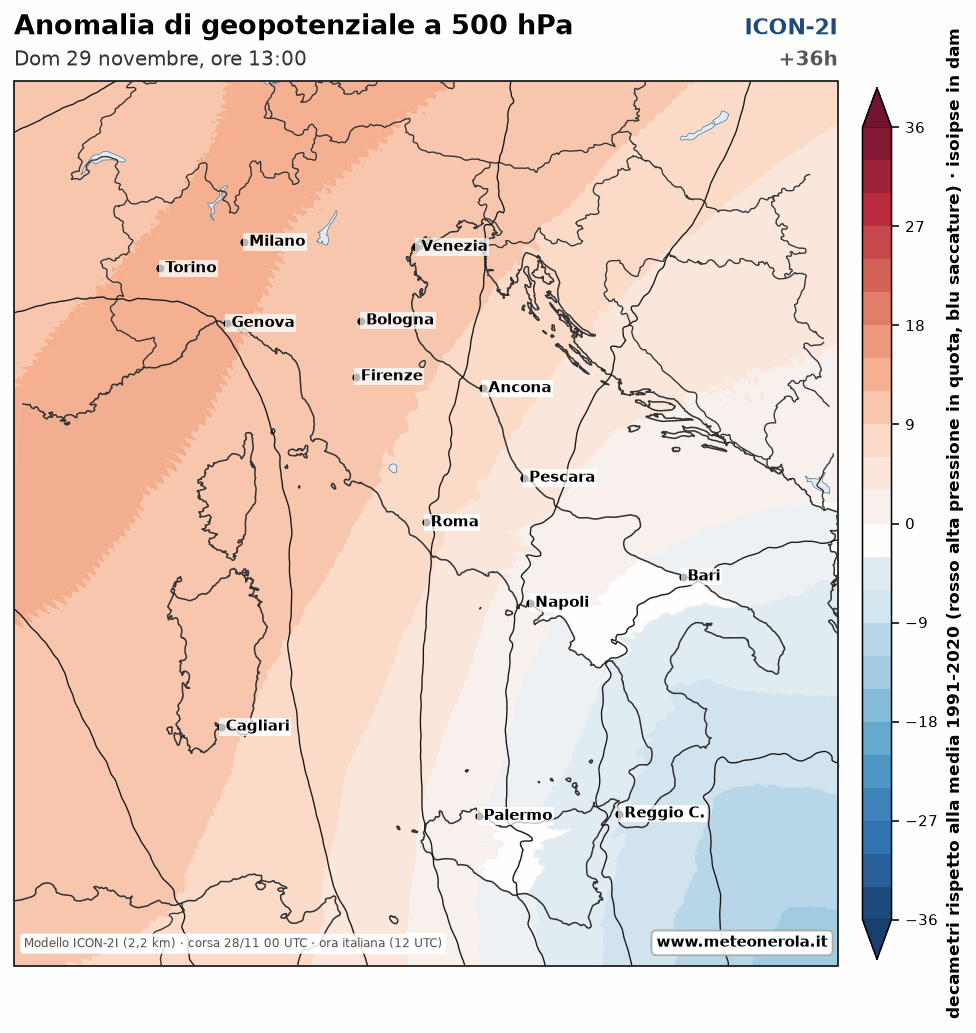 Anomalia di geopotenziale a 500 hPa
ICON-2I
Dom 29 novembre, ore 13:00
+36h
Milano
Venezia
Torino
Genova
Bologna
Firenze
Ancona
Pescara
Roma
Bari
Napoli
Cagliari
Palermo
Reggio C.
Modello ICON-2I (2,2 km) · corsa 28/11 00 UTC · ora italiana (12 UTC)
www.meteonerola.it
36
27
18
9
0
−9
−18
−27
−36
decametri rispetto alla media 1991-2020 (rosso alta pressione in quota, blu saccature) · isoipse in dam